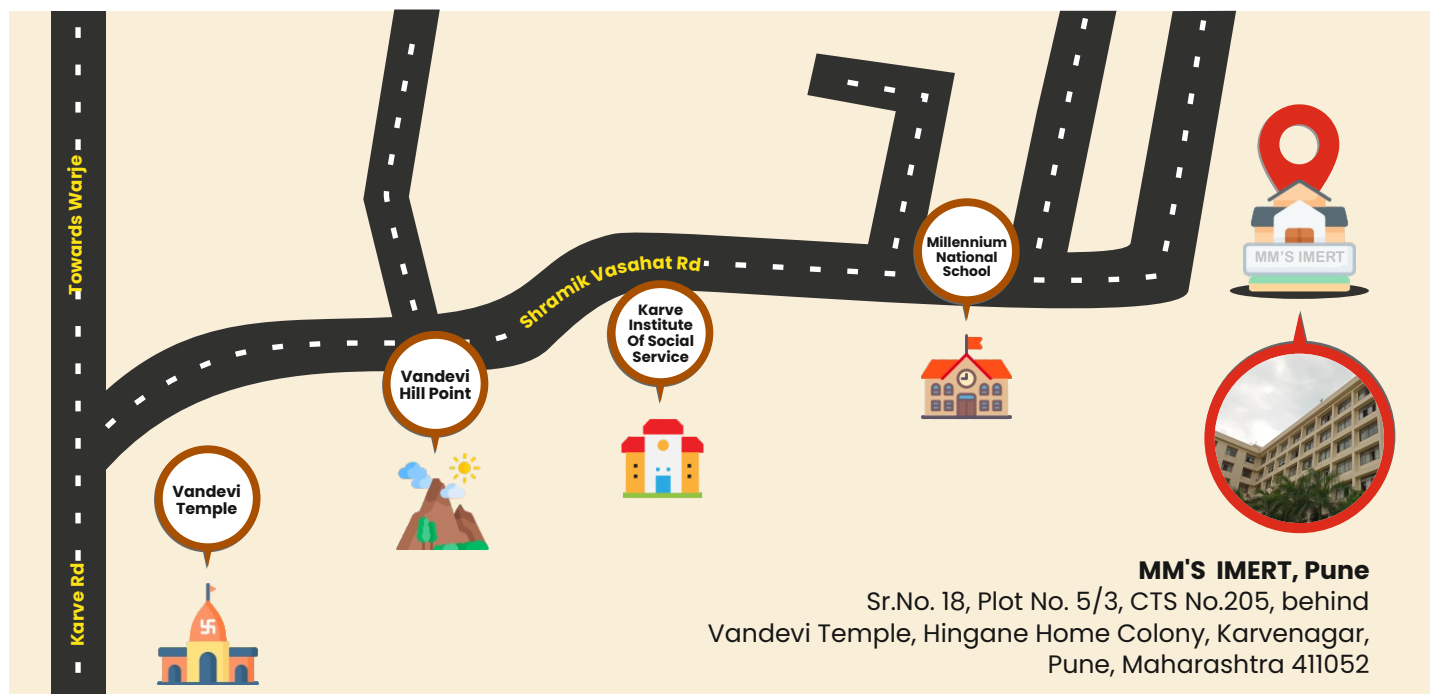 Towards Warje
Karve Rd
Shramik Vasahat Rd
Vandevi
Temple
Vandevi
Hill Point
Karve
Institute
Of Social
Service
Millennium
National
School
MM'S IMERT
MM'S  IMERT, Pune
Sr.No. 18, Plot No. 5/3, CTS No.205, behind
Vandevi Temple, Hingane Home Colony, Karvenagar,
Pune, Maharashtra 411052